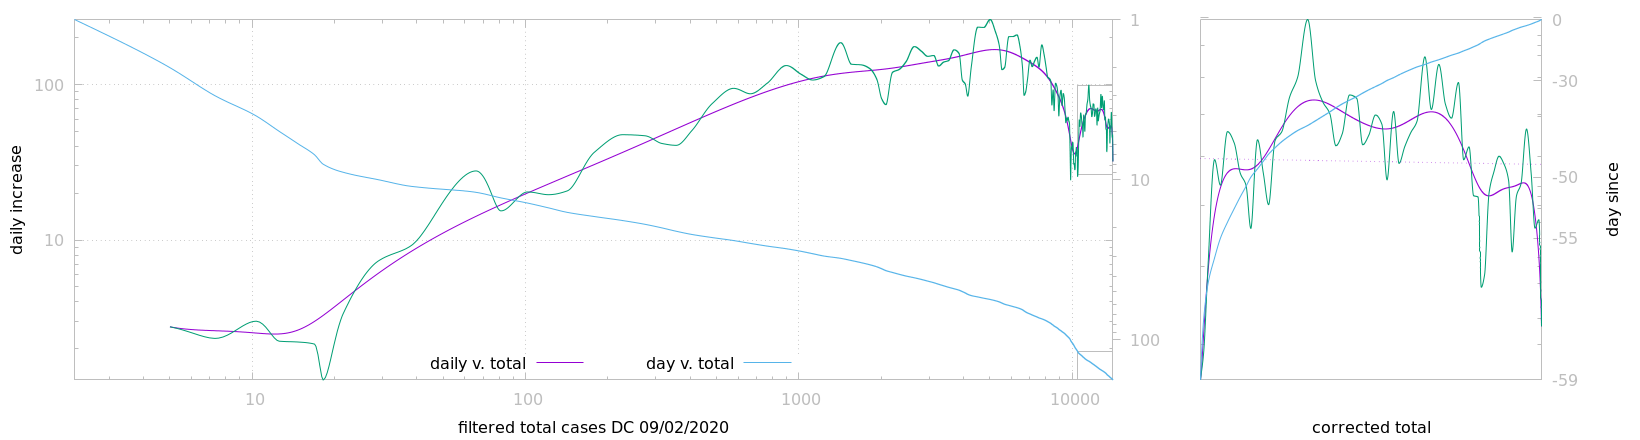 daily increase
100
10
1
10
100
daily v. total
day v. total
10
100
1000
10000
filtered total cases DC 09/02/2020
0
-30
-50
-55
-59
day since
corrected total